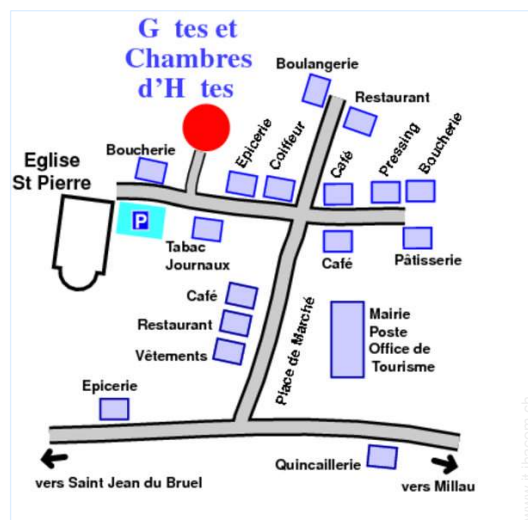 G tes et
Chambres
d'H tes
Boulangerie
Restaurant
Boucherie
Epicerie
Coiffeur
Café
Pressing
Boucherie
Eglise
St Pierre
P
Tabac
Journaux
Café
Pâtisserie
Café
Restaurant
Vêtements
Place de Marché
Mairie
Poste
Office de
Tourisme
Epicerie
Quincaillerie
vers Saint Jean du Bruel
vers Millau